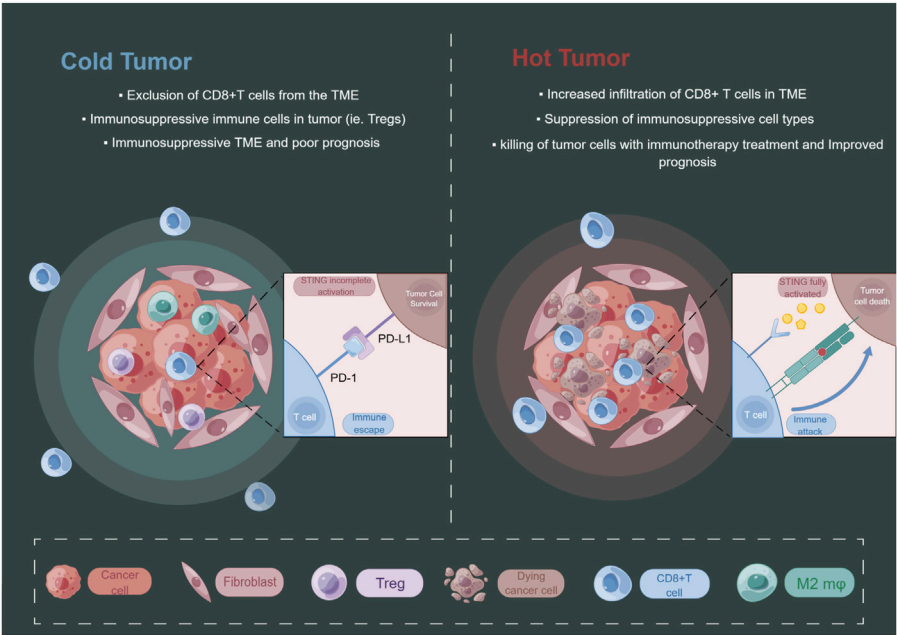 Cold Tumor
▪ Exclusion of CD8+T cells from the TME
▪ Immunosuppressive immune cells in tumor (ie. Tregs)
▪ Immunosuppressive TME and poor prognosis
Hot Tumor
▪ Increased infiltration of CD8+ T cells in TME
▪ Suppression of immunosuppressive cell types
▪ killing of tumor cells with immunotherapy treatment and Improved
prognosis
STING incomplete
activation
Tumor Cell
Survival
PD-L1
PD-1
T cell
Immune
escape
STING fully
activated
Tumor
cell death
T cell
Immune
attack
Cancer
cell
Fibroblast
Treg
Dying
cancer cell
CD8+T
cell
M2 mφ